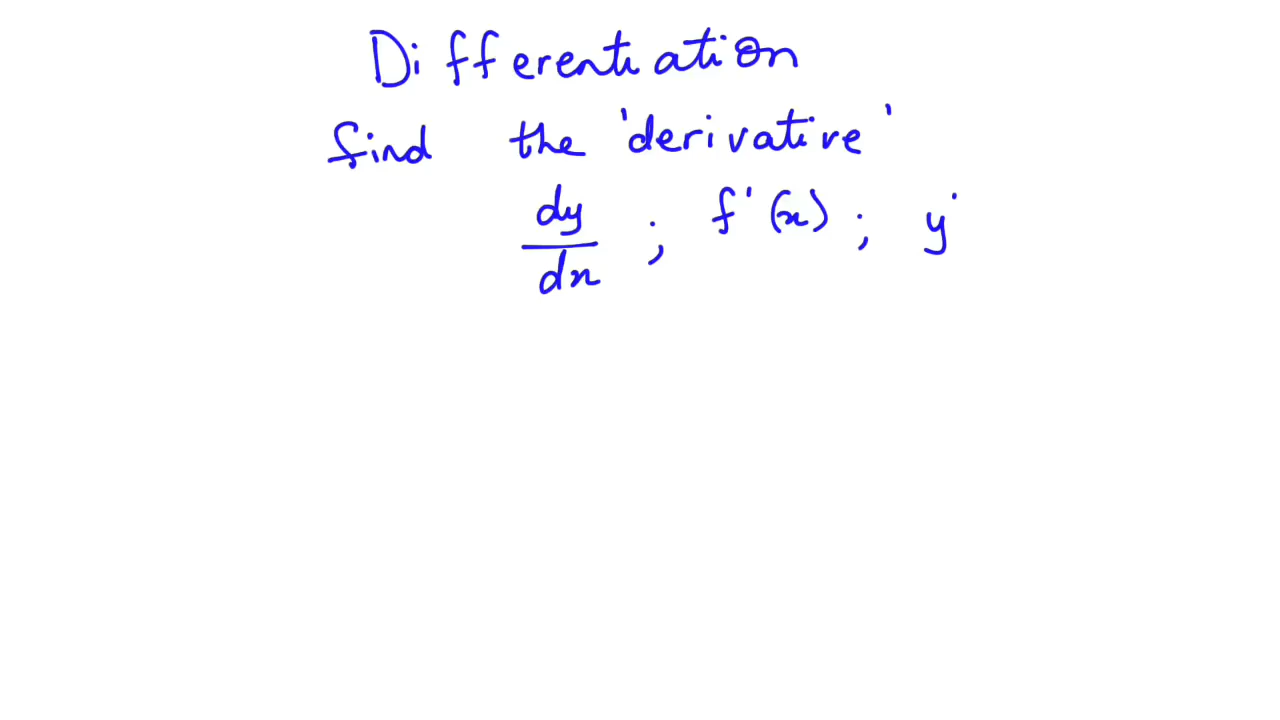 Differentiation
find the 'derivative'
dy/dx ; f'(x) ; y'